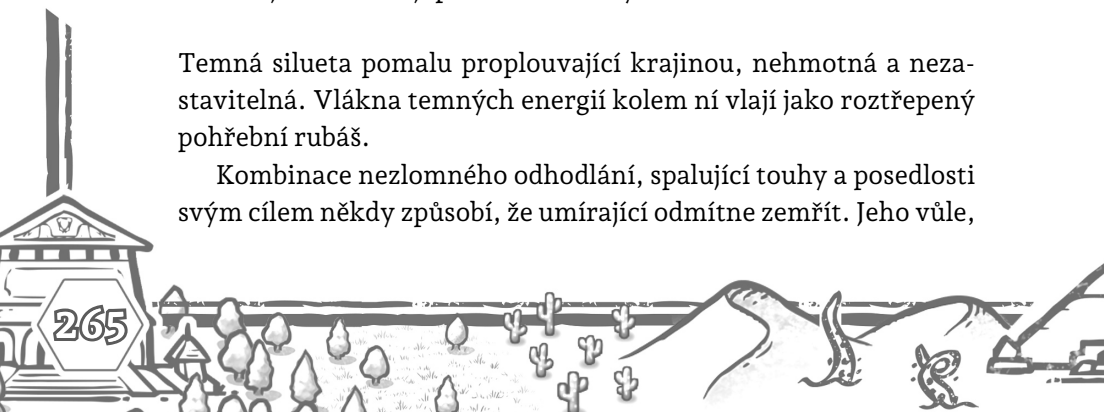 Temná silueta pomalu proplouvající krajinou, nehmotná a neza-
stavitelná. Vlákna temných energií kolem ní vlají jako roztřepený
pohřební rubáš.
Kombinace nezlomného odhodlání, spalující touhy a posedlosti
svým cílem někdy způsobí, že umírající odmítne zemřít. Jeho vůle,
265